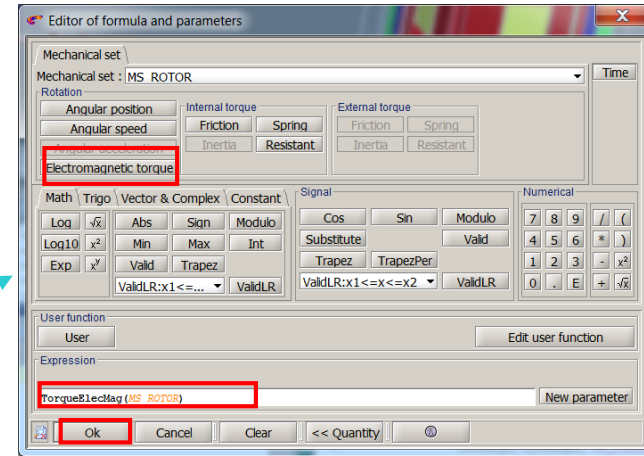 Editor of formula and parameters
X
Mechanical set
Mechanical set : MS_ROTOR
Time
Rotation
Angular position
Angular speed
Angular acceleration
Electromagnetic torque
Internal torque
Friction Spring
Inertia Resistant
External torque
Friction Spring
Inertia Resistant
Math Trigo Vector & Complex Constant
Log √x Abs Sign Modulo
Log10 x² Min Max Int
Exp xʸ Valid Trapez
ValidLR:x1<=... ValidLR
Signal
Cos Sin Modulo
Substitute Valid
Trapez TrapezPer
ValidLR:x1<=x<=x2 ValidLR
Numerical
7 8 9 / (
4 5 6 * )
1 2 3 - x²
0 . E + √x
User function
User Edit user function
Expression
TorqueElecMag(MS_ROTOR) New parameter
Ok Cancel Clear << Quantity